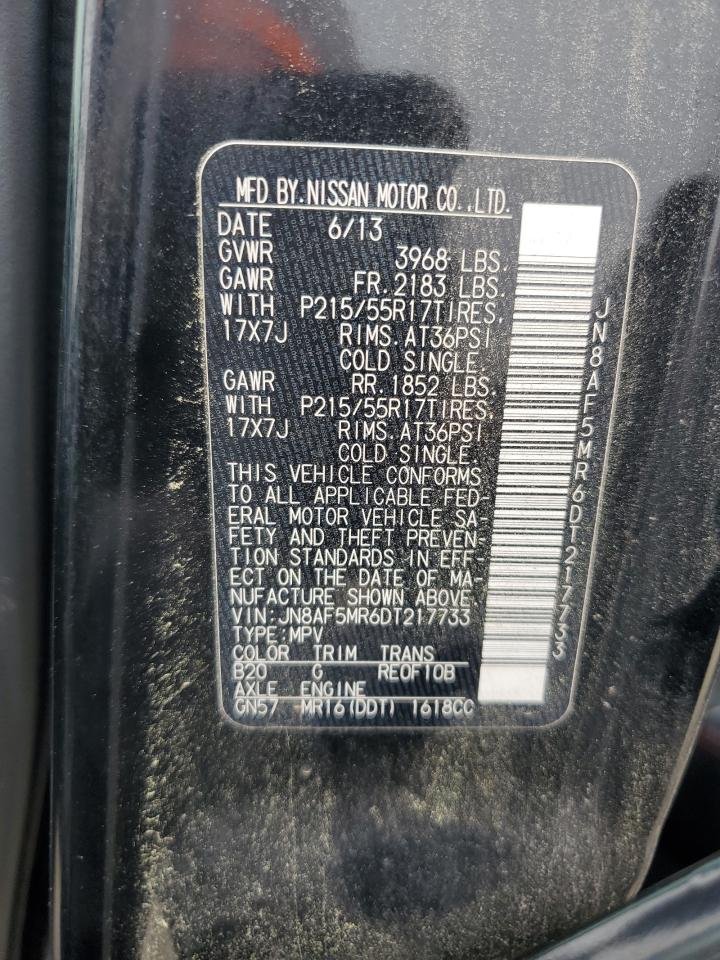 MFD BY.NISSAN MOTOR CO.,LTD.
DATE 6/13
GVWR 3968 LBS.
GAWR FR.2183 LBS.
WITH P215/55R17TIRES,
17X7J RIMS.AT36PSI
COLD SINGLE.
GAWR RR.1852 LBS.
WITH P215/55R17TIRES,
17X7J RIMS.AT36PSI
COLD SINGLE.
THIS VEHICLE CONFORMS
TO ALL APPLICABLE FED-
ERAL MOTOR VEHICLE SA-
FETY AND THEFT PREVEN-
TION STANDARDS IN EFF-
ECT ON THE DATE OF MA-
NUFACTURE SHOWN ABOVE.
VIN:JN8AF5MR6DT217733
TYPE:MPV
COLOR TRIM TRANS
B20 G RE0F10B
AXLE ENGINE
GN57 MR16(DDT) 1618CC
JN8AF5MR6DT217733